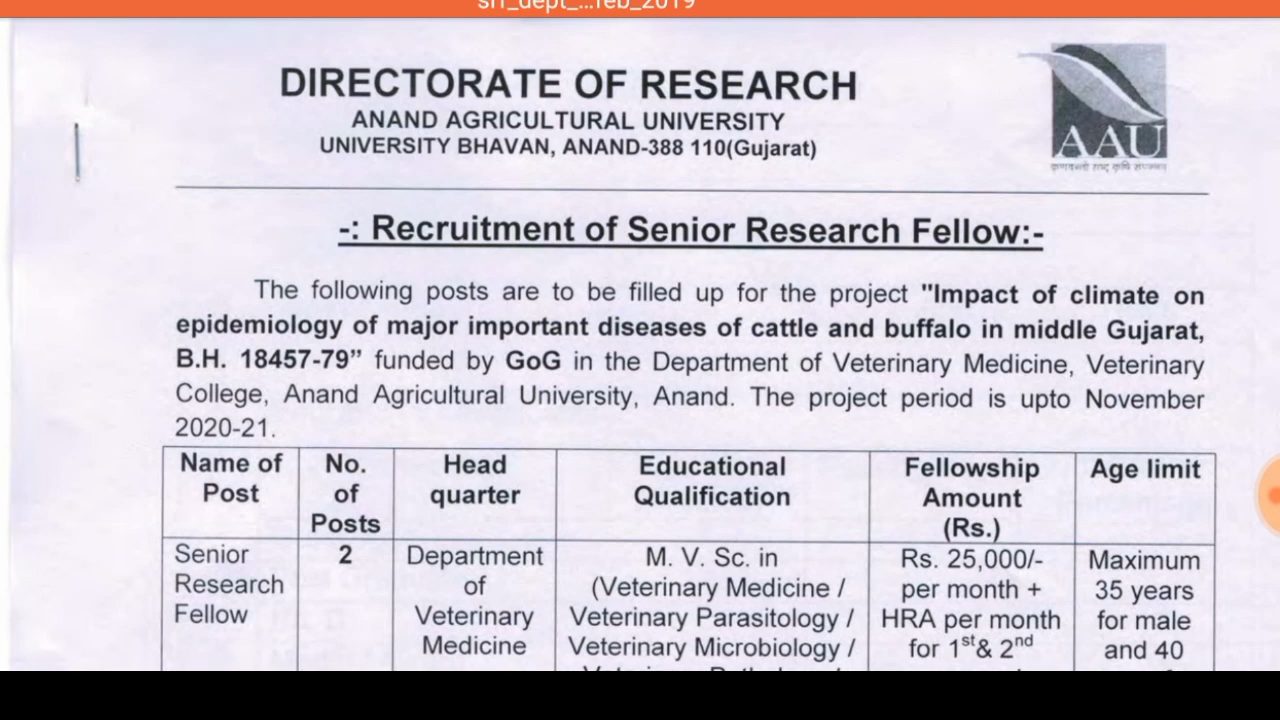 srf_dept_...feb_2019
DIRECTORATE OF RESEARCH
ANAND AGRICULTURAL UNIVERSITY
UNIVERSITY BHAVAN, ANAND-388 110(Gujarat)
AAU
-: Recruitment of Senior Research Fellow:-
The following posts are to be filled up for the project "Impact of climate on
epidemiology of major important diseases of cattle and buffalo in middle Gujarat,
B.H. 18457-79” funded by GoG in the Department of Veterinary Medicine, Veterinary
College, Anand Agricultural University, Anand. The project period is upto November
2020-21.
Name of
Post
No.
of
Posts
Head
quarter
Educational
Qualification
Fellowship
Amount
(Rs.)
Age limit
Senior
Research
Fellow
2
Department
of
Veterinary
Medicine
M. V. Sc. in
(Veterinary Medicine /
Veterinary Parasitology /
Veterinary Microbiology /
Rs. 25,000/-
per month +
HRA per month
for 1st & 2nd
Maximum
35 years
for male
and 40